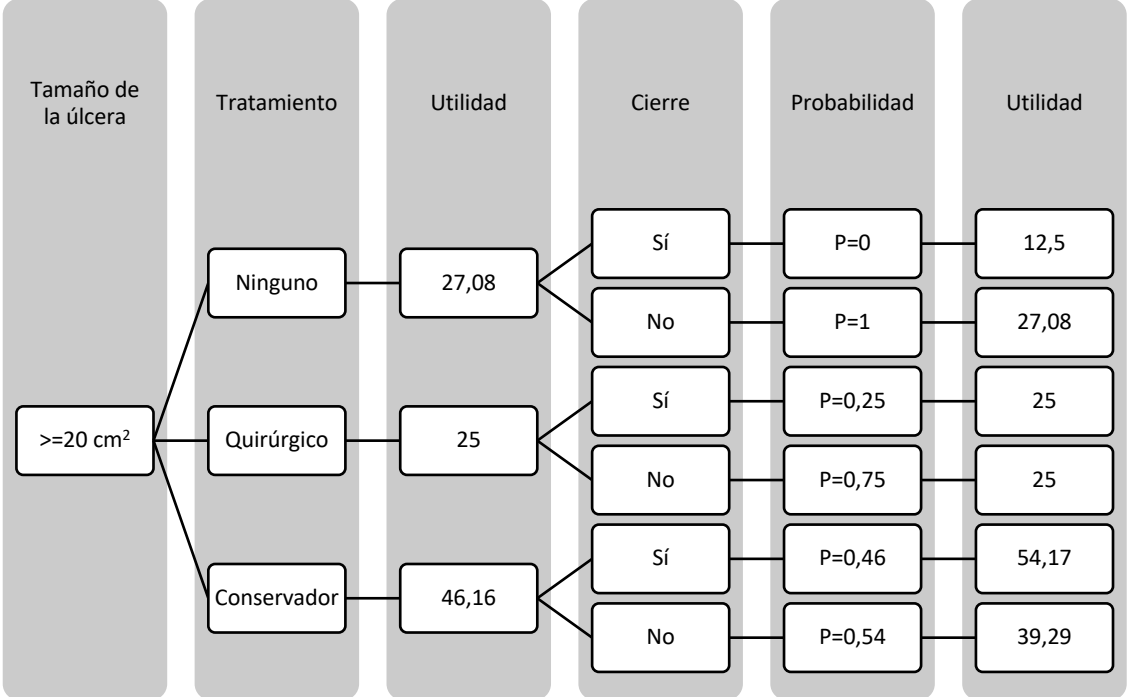 Tamaño de
la úlcera
Tratamiento
Utilidad
Cierre
Probabilidad
Utilidad
>=20 cm²
Ninguno
27,08
Sí
P=0
12,5
No
P=1
27,08
Quirúrgico
25
Sí
P=0,25
25
No
P=0,75
25
Conservador
46,16
Sí
P=0,46
54,17
No
P=0,54
39,29